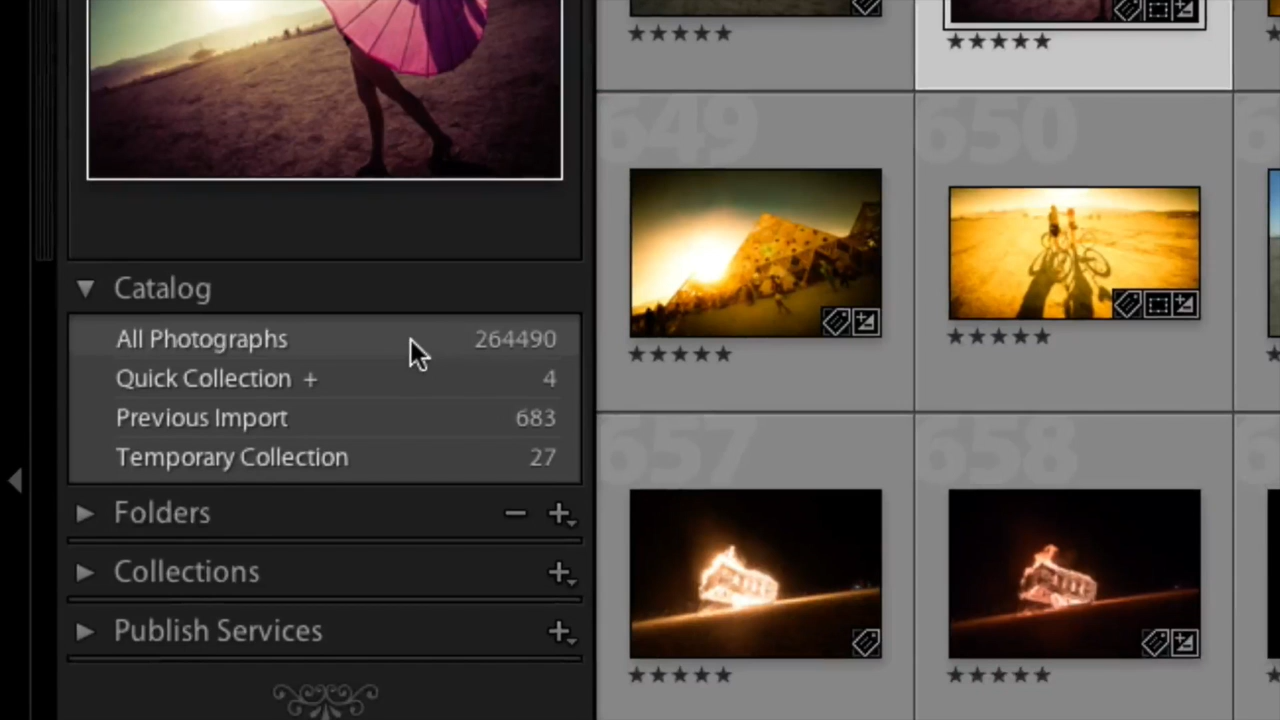 649
650
Catalog
All Photographs 264490
Quick Collection + 4
Previous Import 683
Temporary Collection 27
657
658
Folders
Collections
Publish Services